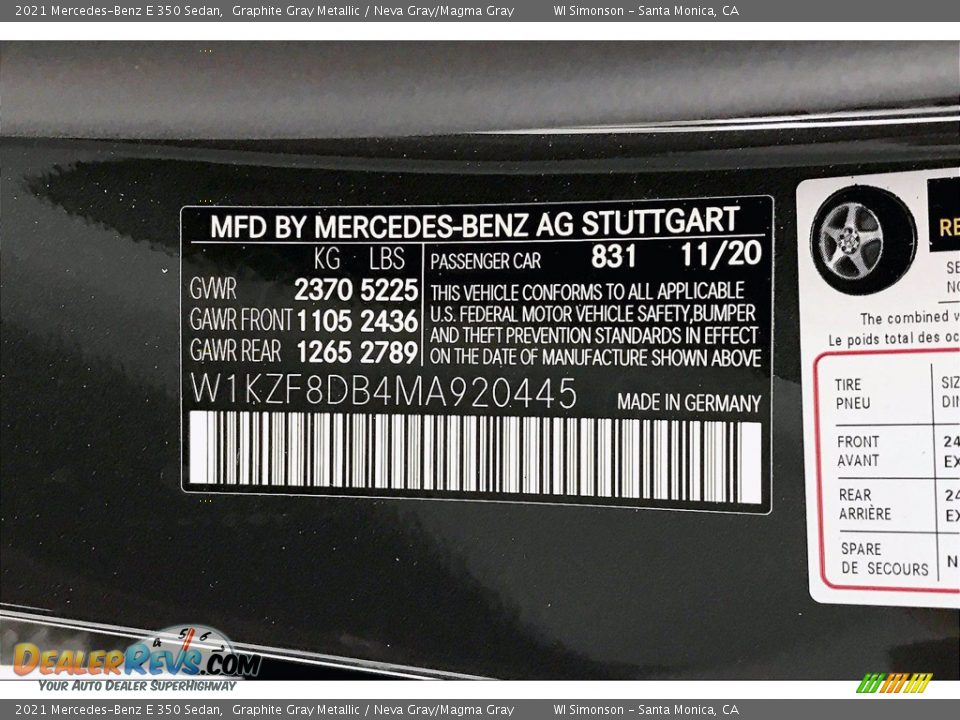 2021 Mercedes-Benz E 350 Sedan, Graphite Gray Metallic / Neva Gray/Magma Gray WI Simonson - Santa Monica, CA
MFD BY MERCEDES-BENZ AG STUTTGART
KG LBS
GVWR 2370 5225
GAWR FRONT 1105 2436
GAWR REAR 1265 2789
PASSENGER CAR 831 11/20
THIS VEHICLE CONFORMS TO ALL APPLICABLE
U.S. FEDERAL MOTOR VEHICLE SAFETY,BUMPER
AND THEFT PREVENTION STANDARDS IN EFFECT
ON THE DATE OF MANUFACTURE SHOWN ABOVE
W1KZF8DB4MA920445 MADE IN GERMANY
The combined
Le poids total des
TIRE
PNEU
FRONT
AVANT
24
REAR
ARRIÈRE
24
SPARE
DE SECOURS
DealerRevs.com
Your Auto Dealer SuperHighway
2021 Mercedes-Benz E 350 Sedan, Graphite Gray Metallic / Neva Gray/Magma Gray WI Simonson - Santa Monica, CA